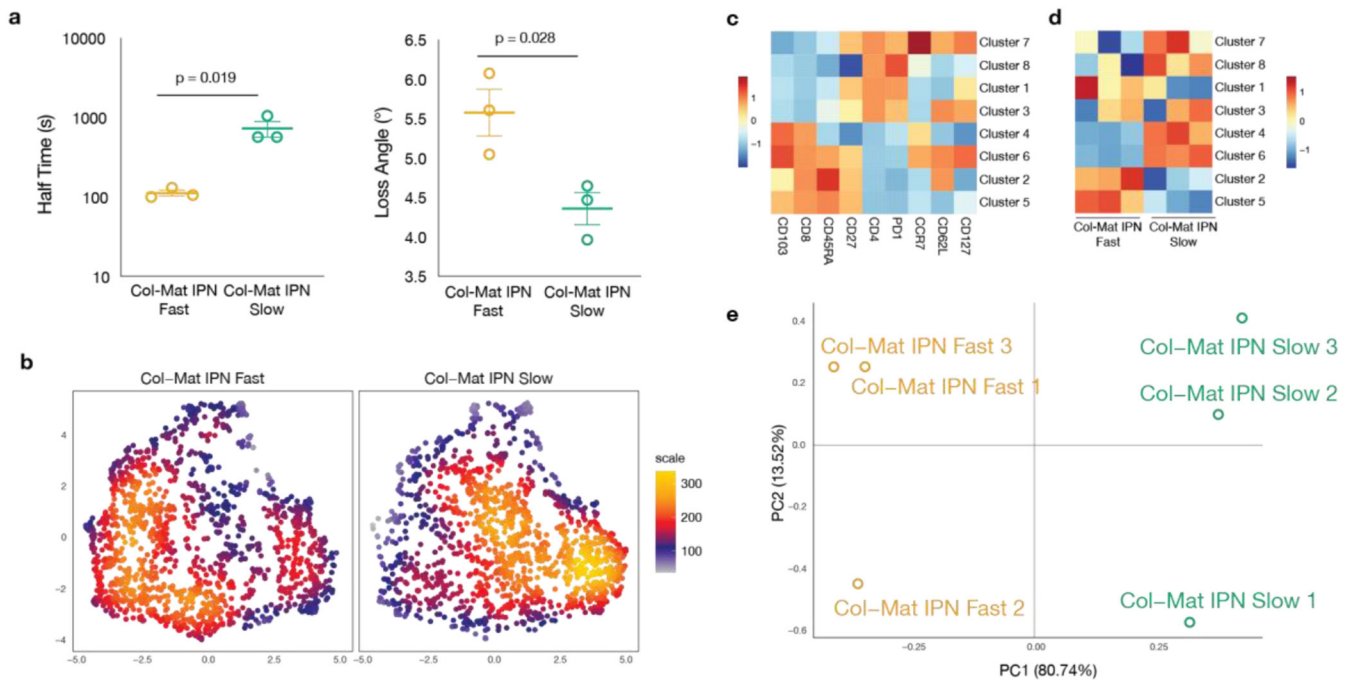 a
10000
1000
100
10
Half Time (s)
p = 0.019
Col-Mat IPN
Fast
Col-Mat IPN
Slow
6.5
6.0
5.5
5.0
4.5
4.0
3.5
Loss Angle (°)
p = 0.028
Col-Mat IPN
Fast
Col-Mat IPN
Slow
b
Col–Mat IPN Fast
Col–Mat IPN Slow
4
2
0
−2
−4
−5.0
−2.5
0.0
2.5
5.0
−5.0
−2.5
0.0
2.5
5.0
scale
300
200
100
c
1
0
−1
Cluster 7
Cluster 8
Cluster 1
Cluster 3
Cluster 4
Cluster 6
Cluster 2
Cluster 5
CD103
CD8
CD45RA
CD27
CD4
PD1
CCR7
CD62L
CD127
d
Cluster 7
Cluster 8
Cluster 1
Cluster 3
Cluster 4
Cluster 6
Cluster 2
Cluster 5
1
0
−1
Col-Mat IPN
Fast
Col-Mat IPN
Slow
e
0.4
0.2
0.0
−0.2
−0.4
−0.6
PC2 (13.52%)
Col−Mat IPN Fast 3
Col−Mat IPN Fast 1
Col−Mat IPN Fast 2
Col−Mat IPN Slow 3
Col−Mat IPN Slow 2
Col−Mat IPN Slow 1
−0.25
0.00
0.25
PC1 (80.74%)